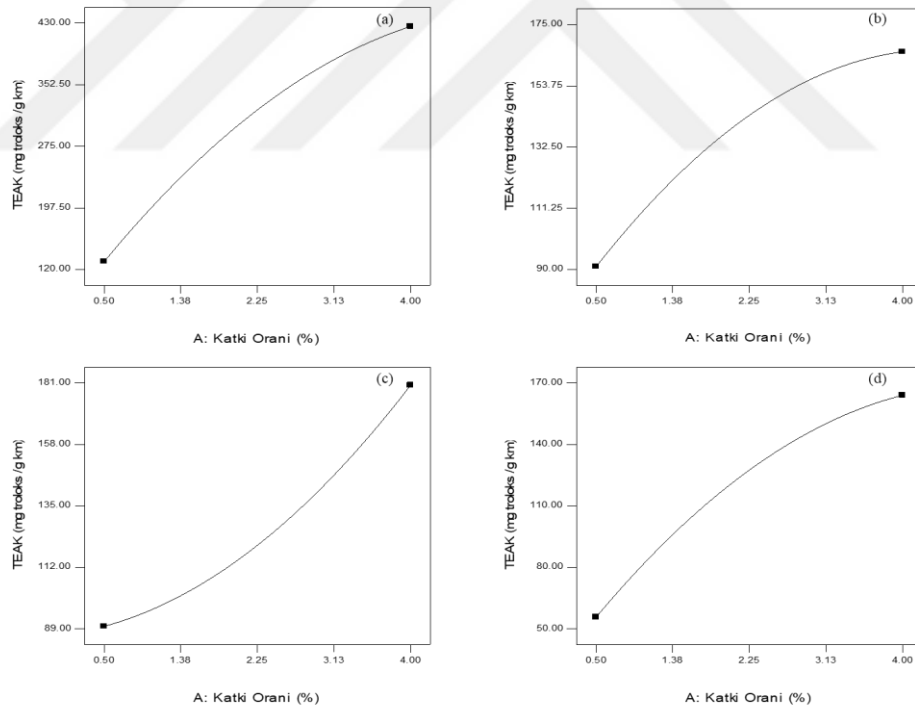 (a)
430.00
352.50
275.00
197.50
120.00
TEAK (mg troloks /g km)
0.50 1.38 2.25 3.13 4.00
A: Katki Orani (%)
(b)
175.00
153.75
132.50
111.25
90.00
TEAK (mg troloks /g km)
0.50 1.38 2.25 3.13 4.00
A: Katki Orani (%)
(c)
181.00
158.00
135.00
112.00
89.00
TEAK (mg troloks /g km)
0.50 1.38 2.25 3.13 4.00
A: Katki Orani (%)
(d)
170.00
140.00
110.00
80.00
50.00
TEAK (mg troloks /g km)
0.50 1.38 2.25 3.13 4.00
A: Katki Orani (%)